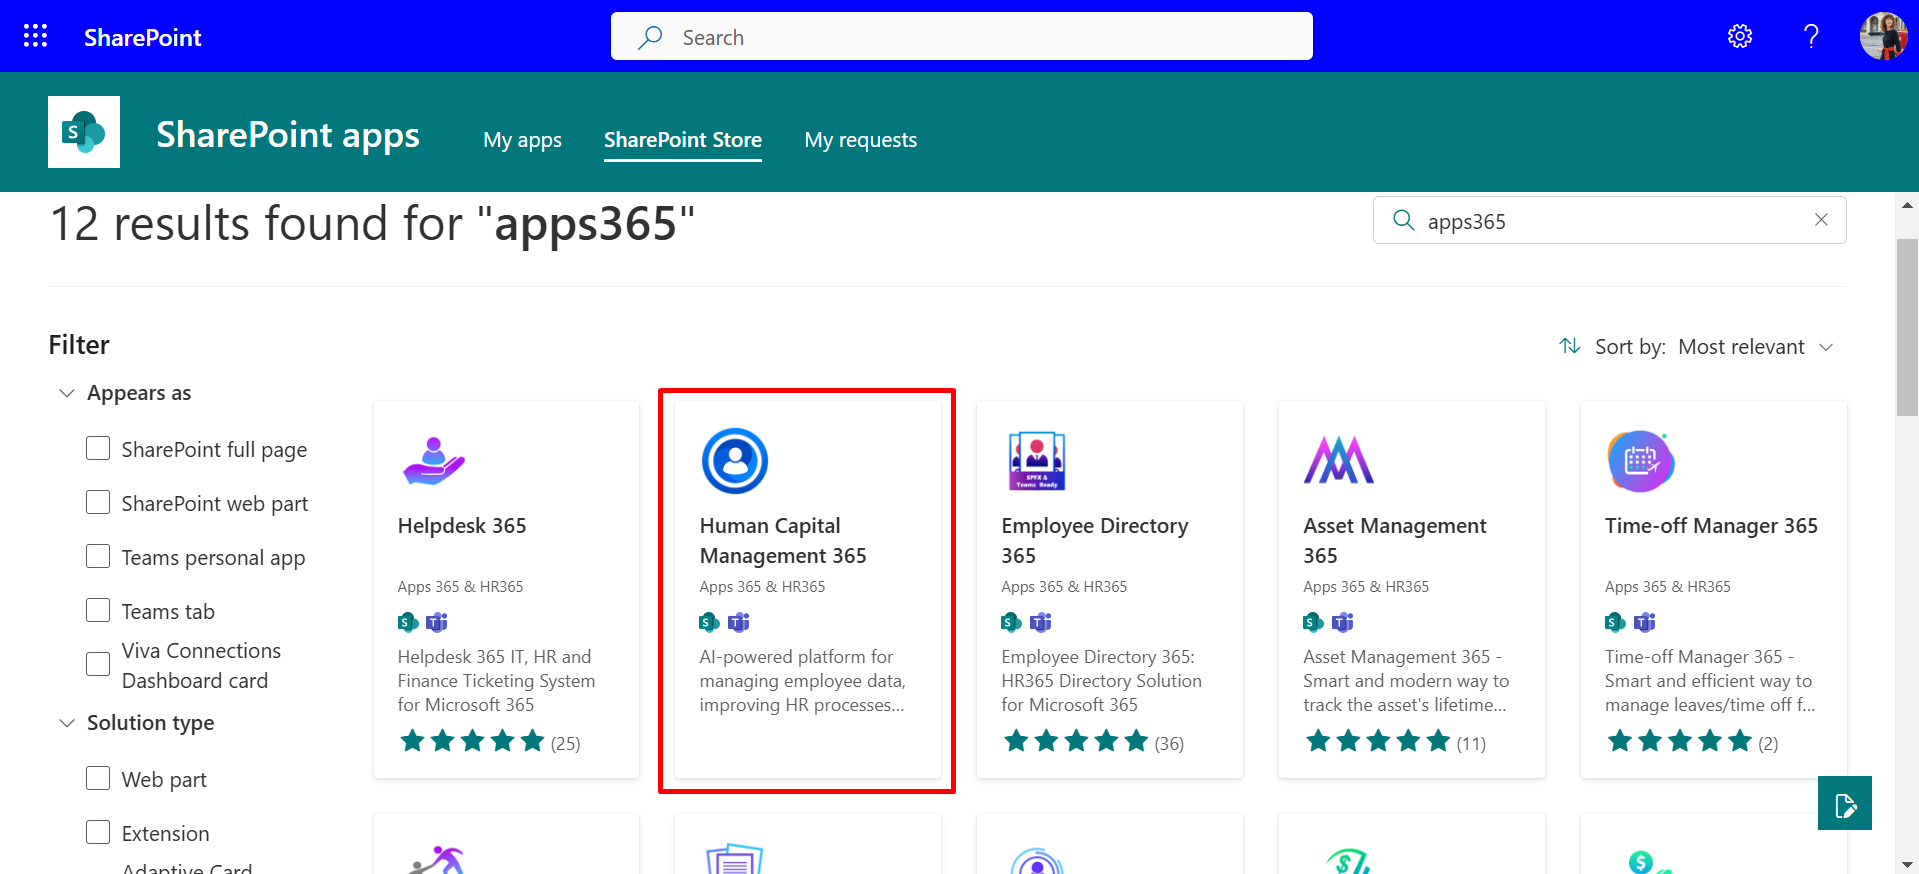 SharePoint
Search
?
SharePoint apps
My apps
SharePoint Store
My requests
12 results found for "apps365"
apps365
Filter
Sort by: Most relevant
Appears as
SharePoint full page
SharePoint web part
Teams personal app
Teams tab
Viva Connections
Dashboard card
Solution type
Web part
Extension
Adaptive Card
Helpdesk 365
Apps 365 & HR365
Helpdesk 365 IT, HR and
Finance Ticketing System
for Microsoft 365
(25)
Human Capital
Management 365
Apps 365 & HR365
AI-powered platform for
managing employee data,
improving HR processes...
SPFX &
Teams Ready
Employee Directory
365
Apps 365 & HR365
Employee Directory 365:
HR365 Directory Solution
for Microsoft 365
(36)
Asset Management
365
Apps 365 & HR365
Asset Management 365 -
Smart and modern way to
track the asset's lifetime...
(11)
Time-off Manager 365
Apps 365 & HR365
Time-off Manager 365 -
Smart and efficient way to
manage leaves/time off f...
(2)